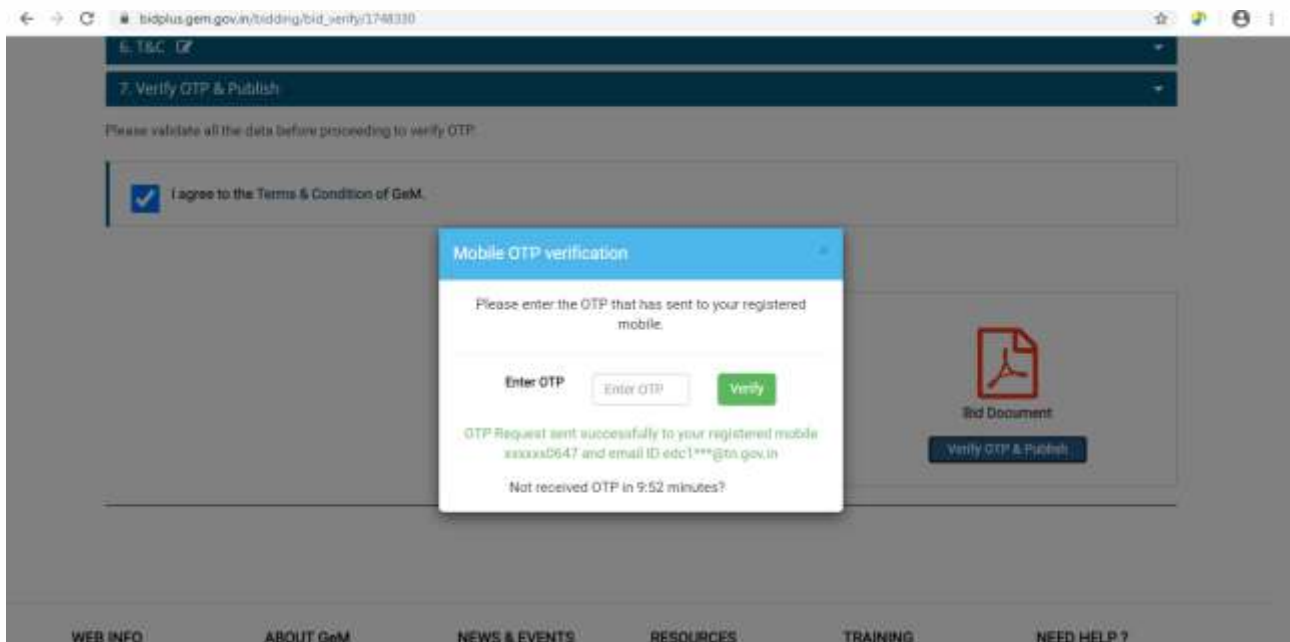 bidplus.gem.gov.in/bidding/bid_verify/1748330
6. T&C
7. Verify OTP & Publish
Please validate all the data before proceeding to verify OTP.
I agree to the Terms & Condition of GeM.
Mobile OTP verification
Please enter the OTP that has sent to your registered
mobile.
Enter OTP
Enter OTP
Verify
OTP Request sent successfully to your registered mobile
xxxxxx0647 and email ID edc1***@tn.gov.in
Not received OTP in 9:52 minutes?
Bid Document
Verify OTP & Publish
WEB INFO
ABOUT GeM
NEWS & EVENTS
RESOURCES
TRAINING
NEED HELP ?